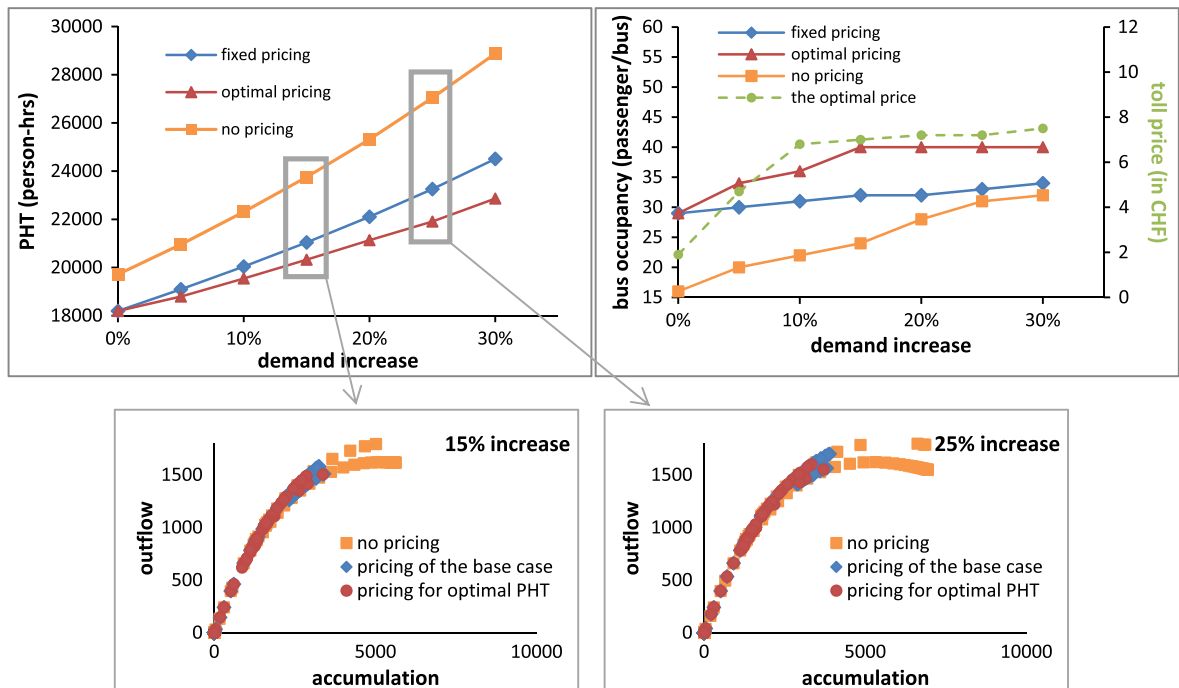 PHT (person-hrs)
30000
28000
26000
24000
22000
20000
18000
fixed pricing
optimal pricing
no pricing
0%
10%
20%
30%
demand increase
bus occupancy (passenger/bus)
60
55
50
45
40
35
30
25
20
15
fixed pricing
optimal pricing
no pricing
the optimal price
12
10
8
6
4
2
0
toll price (in CHF)
0%
10%
20%
30%
demand increase
15% increase
outflow
1500
1000
500
0
no pricing
pricing of the base case
pricing for optimal PHT
0
5000
10000
accumulation
25% increase
outflow
1500
1000
500
0
no pricing
pricing of the base case
pricing for optimal PHT
0
5000
10000
accumulation